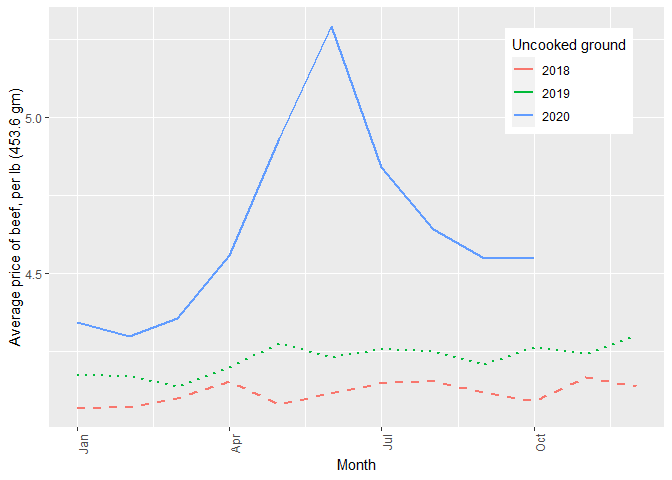 Uncooked ground
2018
2019
2020
Average price of beef, per lb (453.6 gm)
5.0
4.5
Jan
Apr
Jul
Oct
Month